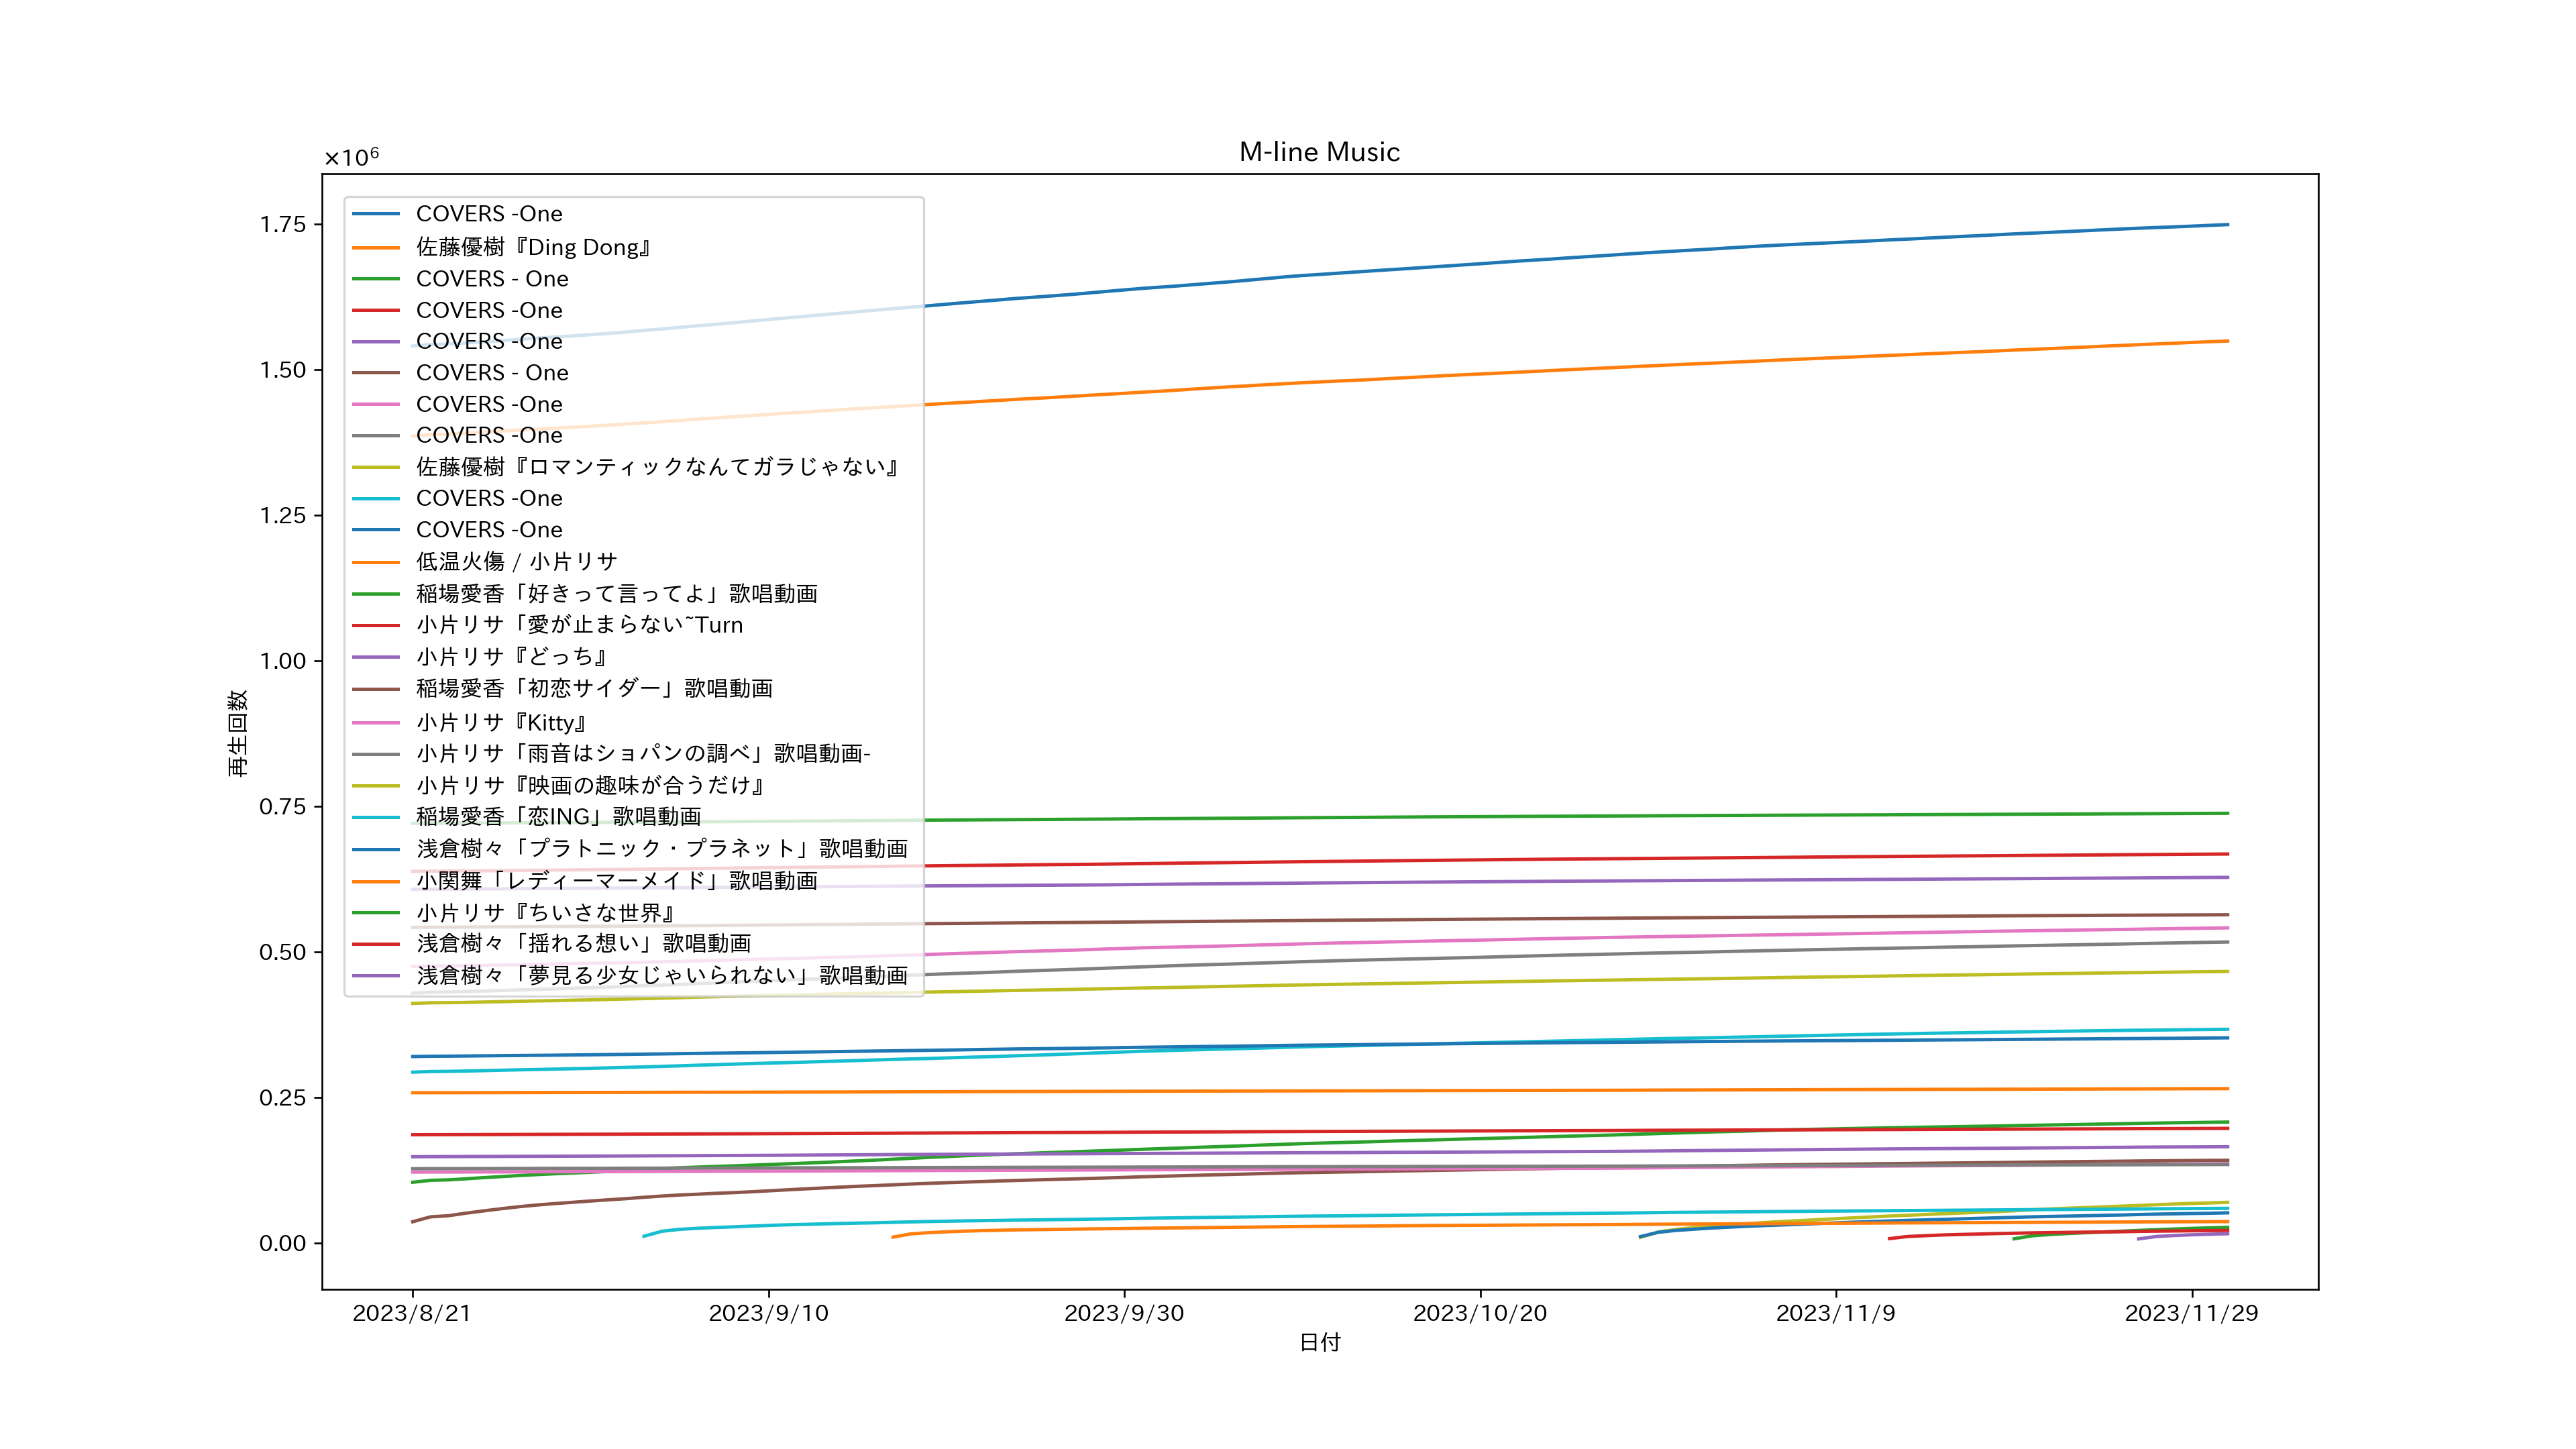 M-line Music
×10⁶
1.75
1.50
1.25
1.00
0.75
0.50
0.25
0.00
再生回数
COVERS -One
佐藤優樹『Ding Dong』
COVERS - One
COVERS -One
COVERS -One
COVERS - One
COVERS -One
COVERS -One
佐藤優樹『ロマンティックなんてガラじゃない』
COVERS -One
COVERS -One
低温火傷 / 小片リサ
稲場愛香「好きって言ってよ」歌唱動画
小片リサ「愛が止まらない~Turn
小片リサ『どっち』
稲場愛香「初恋サイダー」歌唱動画
小片リサ『Kitty』
小片リサ「雨音はショパンの調べ」歌唱動画-
小片リサ『映画の趣味が合うだけ』
稲場愛香「恋ING」歌唱動画
浅倉樹々「プラトニック・プラネット」歌唱動画
小関舞「レディーマーメイド」歌唱動画
小片リサ『ちいさな世界』
浅倉樹々「揺れる想い」歌唱動画
浅倉樹々「夢見る少女じゃいられない」歌唱動画
2023/8/21
2023/9/10
2023/9/30
2023/10/20
2023/11/9
2023/11/29
日付